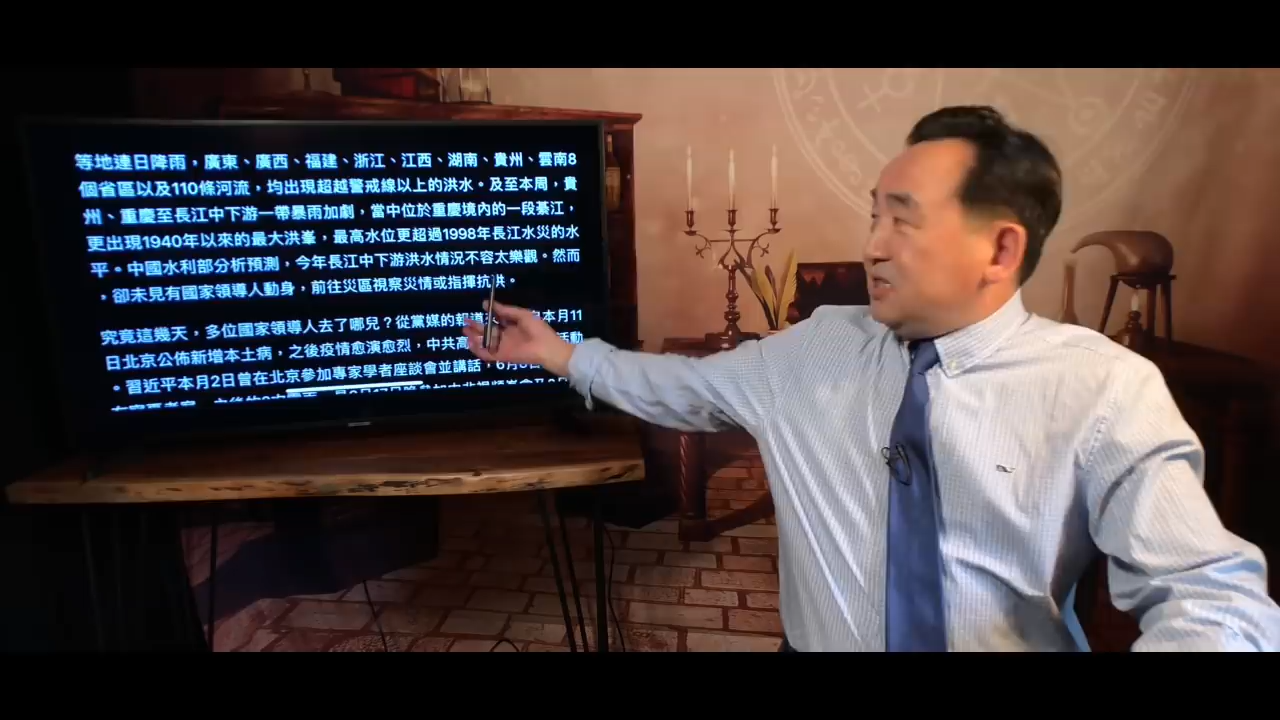 等地連日降雨，廣東、廣西、福建、浙江、江西、湖南、貴州、雲南8
個省區以及110條河流，均出現超越警戒線以上的洪水。及至本周，貴
州、重慶至長江中下游一帶暴雨加劇，當中位於重慶境內的一段綦江，
更出現1940年以來的最大洪峯，最高水位更超過1998年長江水災的水
平。中國水利部分析預測，今年長江中下游洪水情況不容太樂觀。然而
，卻未見有國家領導人動身，前往災區視察災情或指揮抗洪。
究竟這幾天，多位國家領導人去了哪兒？從黨媒的報道 本月11
日北京公佈新增本土病，之後疫情愈演愈烈，中共高 活動
。習近平本月2日曾在北京參加專家學者座談會並講話，6月8日